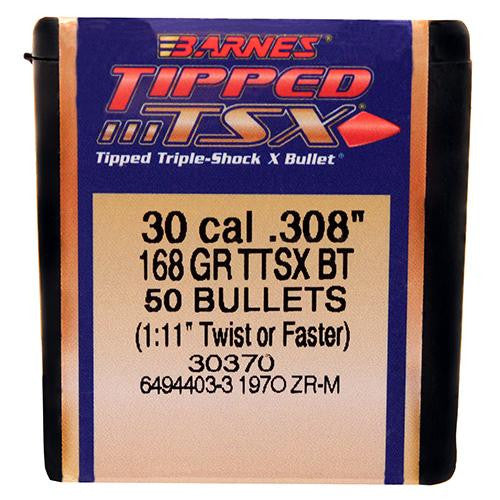 BARNES
TIPPED
TSX
Tipped Triple-Shock X Bullet®
30 cal .308"
168 GR TTSX BT
50 BULLETS
(1:11" Twist or Faster)
30370
6494403-3 197O ZR-M